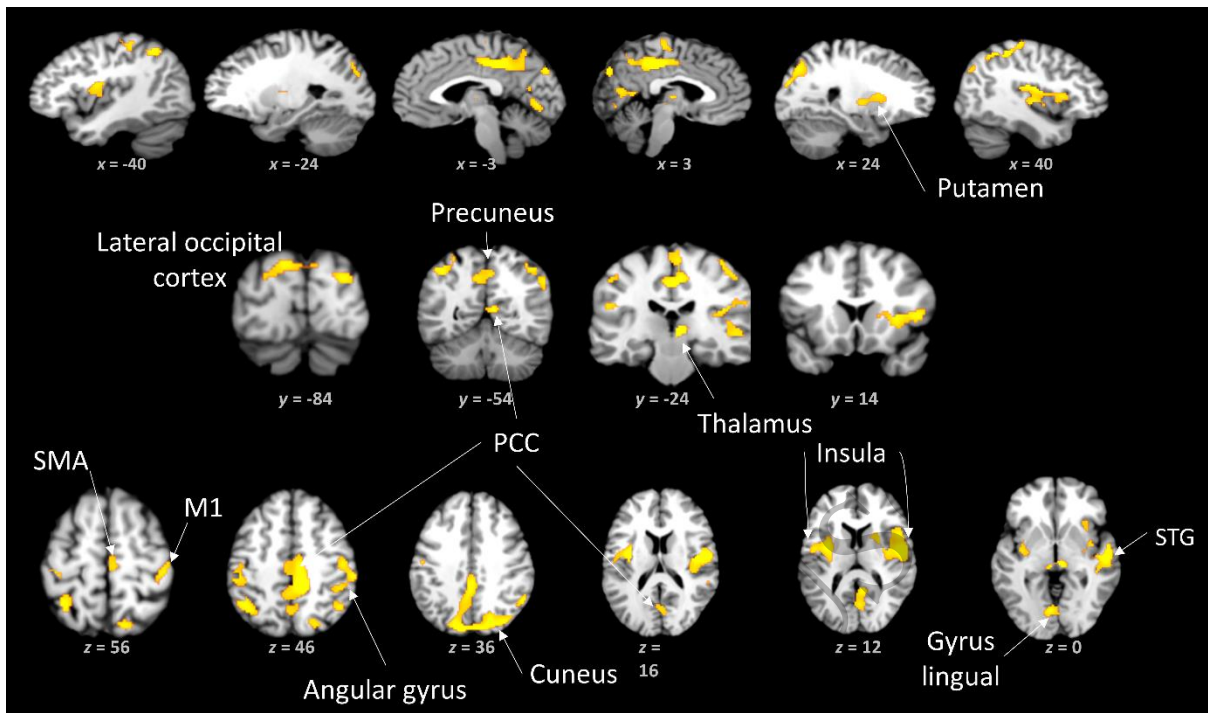 x = -40
x = -24
x = -3
x = 3
x = 24
x = 40
Putamen
Precuneus
Lateral occipital
cortex
y = -84
y = -54
y = -24
y = 14
Thalamus
PCC
Insula
SMA
M1
STG
z = 56
z = 46
z = 36
z =
16
z = 12
z = 0
Angular gyrus
Cuneus
Gyrus
lingual